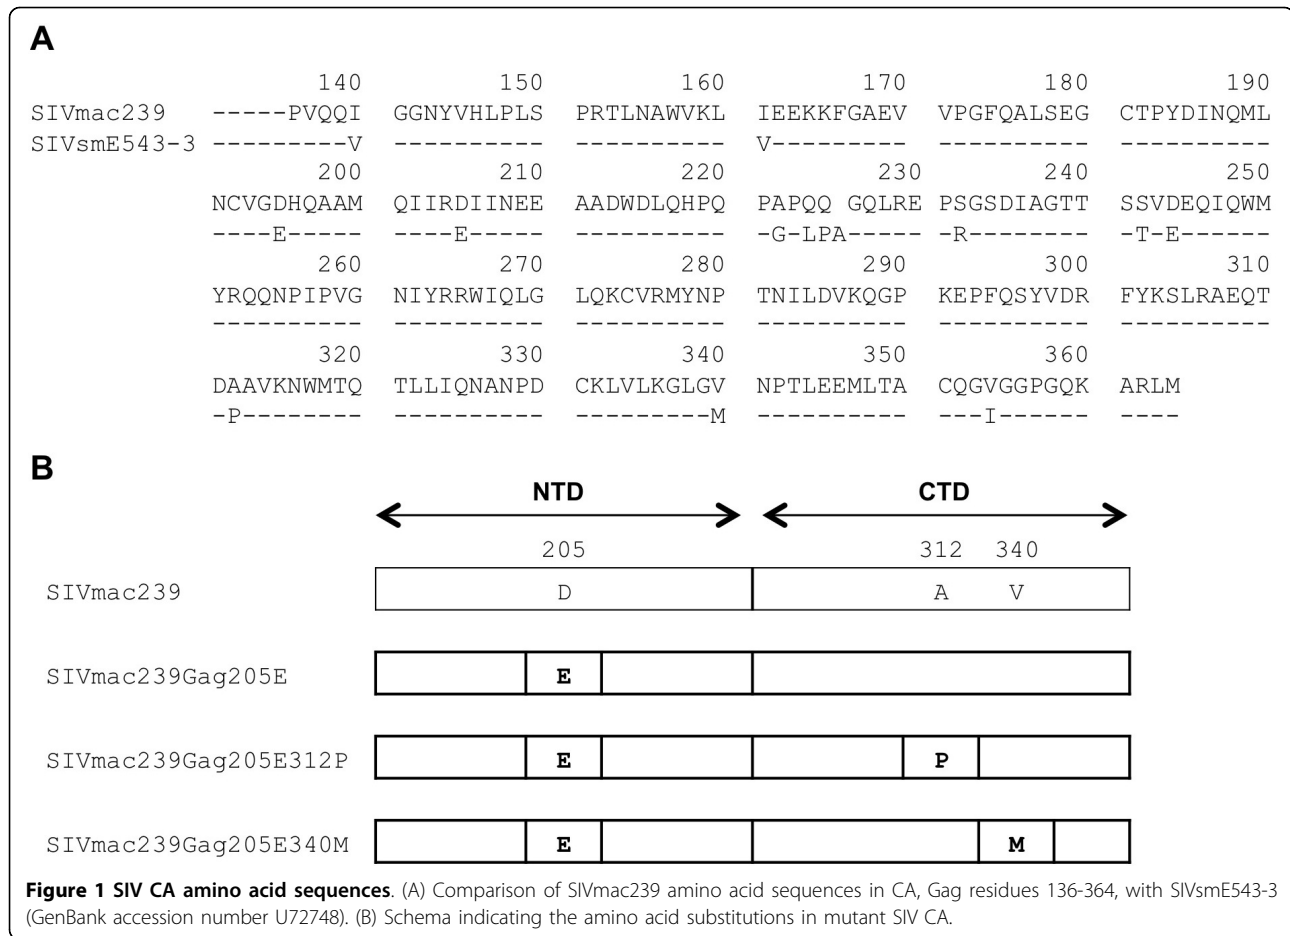 A
140 150 160 170 180 190
SIVmac239 -----PVQQI GGNYVHLPLS PRTLNAWVKL IEEKKFGAEV VPGFQALSEG CTPYDINQML
SIVsmE543-3 ---------V ---------- ---------- V--------- ---------- ----------
200 210 220 230 240 250
NCVGDHQAAM QIIRDIINEE AADWDLQHPQ PAPQQ GQLRE PSGSDIAGTT SSVDEQIQWM
----E----- ----E----- ---------- -G-LPA----- -R-------- -T-E------
260 270 280 290 300 310
YRQQNPIPVG NIYRRWIQLG LQKCVRMYNP TNILDVKQGP KEPFQSYVDR FYKSLRAEQT
---------- ---------- ---------- ---------- ---------- ----------
320 330 340 350 360
DAAVKNWMTQ TLLIQNANPD CKLVLKGLGV NPTLEEMLTA CQGVGGPGQK ARLM
-P-------- ---------- ---------M ---------- ---I------ ----
B
NTD CTD
205 312 340
SIVmac239 D A V
SIVmac239Gag205E E
SIVmac239Gag205E312P E P
SIVmac239Gag205E340M E M
Figure 1 SIV CA amino acid sequences. (A) Comparison of SIVmac239 amino acid sequences in CA, Gag residues 136-364, with SIVsmE543-3
(GenBank accession number U72748). (B) Schema indicating the amino acid substitutions in mutant SIV CA.